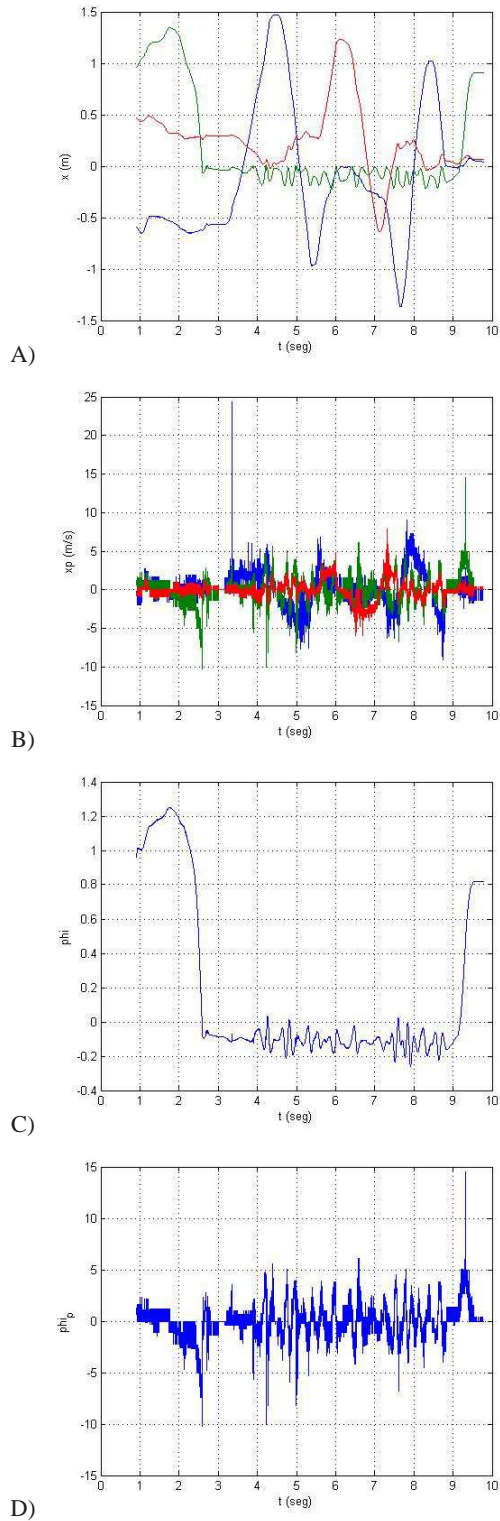 1.5
1
0.5
0
-0.5
-1
-1.5
x (m)
1 2 3 4 5 6 7 8 9 10
0
t (seg)
A)
25
20
15
10
5
0
-5
-10
-15
xp (m/s)
0 1 2 3 4 5 6 7 8 9 10
t (seg)
B)
1.4
1.2
1
0.8
0.6
0.4
0.2
0
-0.2
-0.4
phi
0 1 2 3 4 5 6 7 8 9 10
t (seg)
C)
15
10
5
0
-5
-10
-15
phi_p
0 1 2 3 4 5 6 7 8 9 10
t (seg)
D)